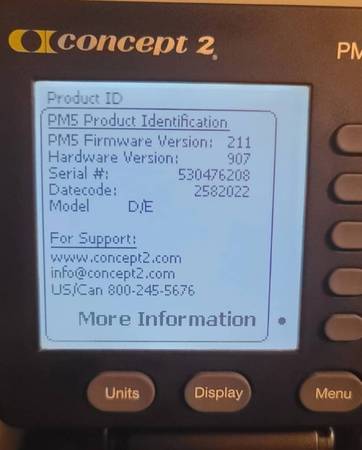 concept 2
PM
Product ID
PM5 Product Identification
PM5 Firmware Version: 211
Hardware Version: 907
Serial #: 530476208
Datecode: 2582022
Model D/E
For Support:
www.concept2.com
info@concept2.com
US/Can 800-245-5676
More Information
Units Display Menu